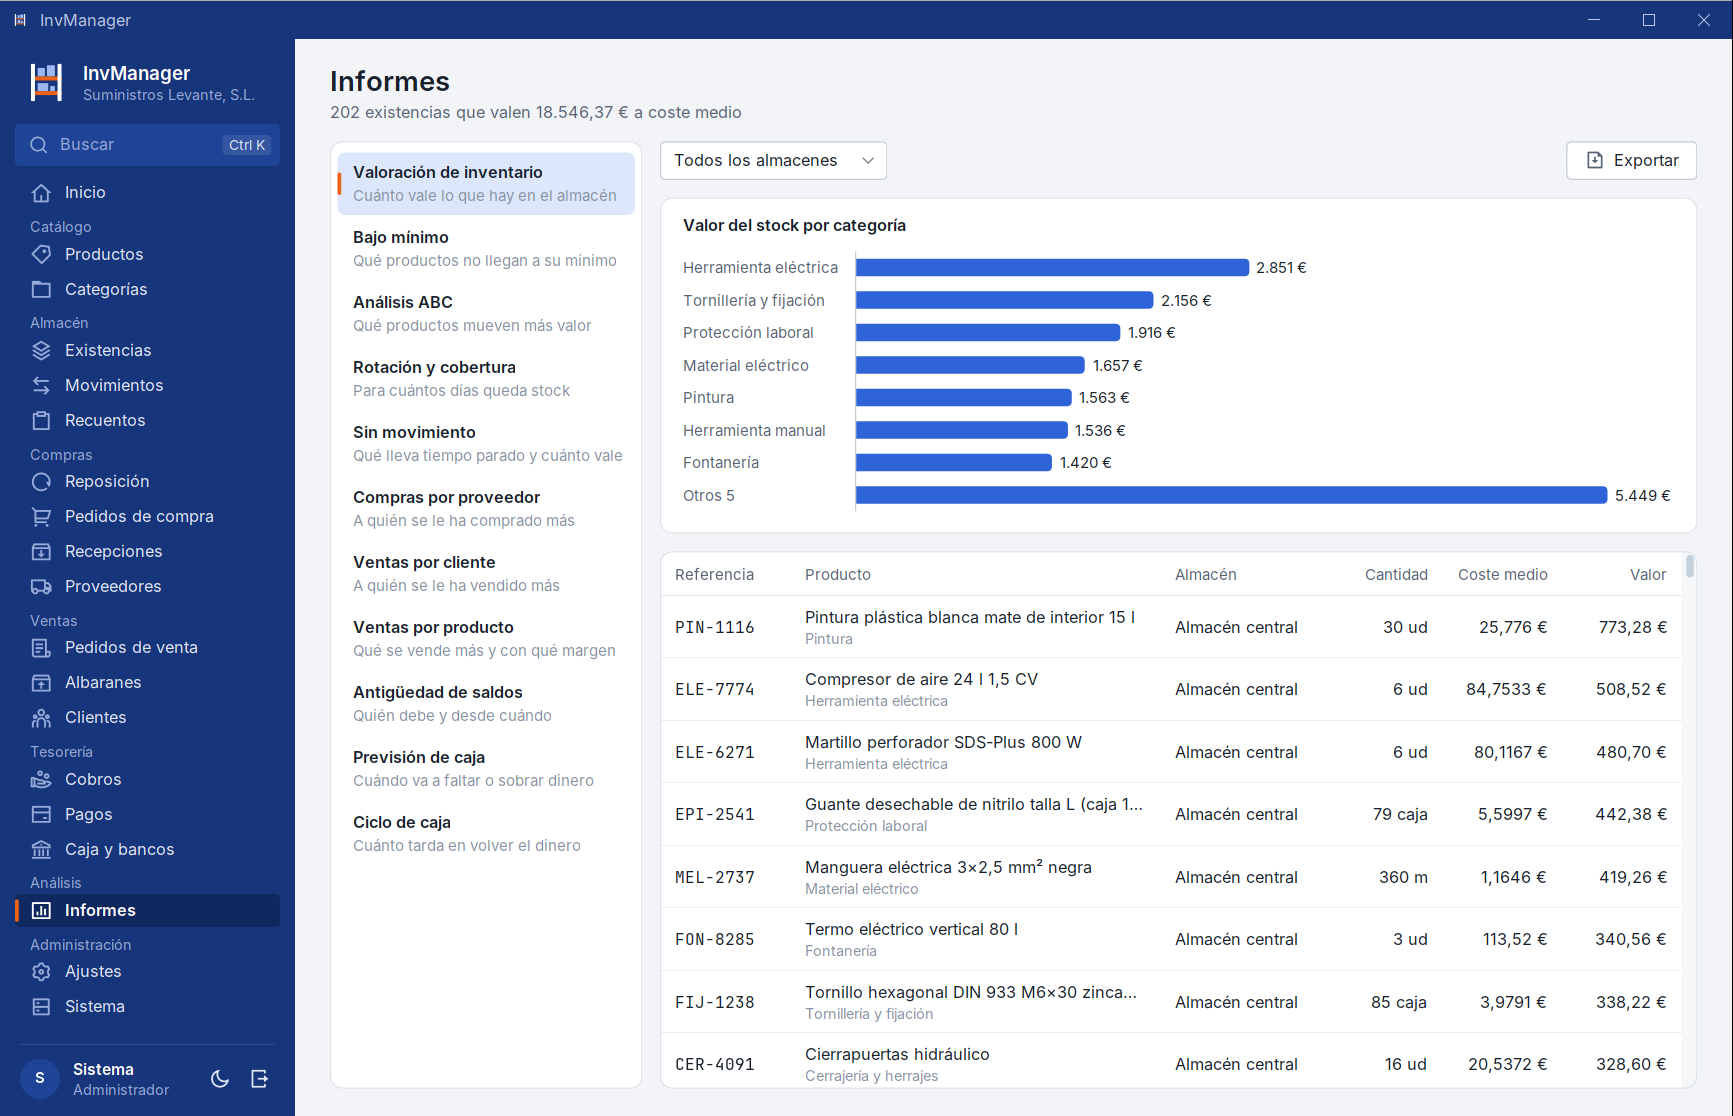 InvManager
InvManager
Suministros Levante, S.L.
Buscar
Ctrl K
Inicio
Catálogo
Productos
Categorías
Almacén
Existencias
Movimientos
Recuentos
Compras
Reposición
Pedidos de compra
Recepciones
Proveedores
Ventas
Pedidos de venta
Albaranes
Clientes
Tesorería
Cobros
Pagos
Caja y bancos
Análisis
Informes
Administración
Ajustes
Sistema
S
Sistema
Administrador
Informes
202 existencias que valen 18.546,37 € a coste medio
Valoración de inventario
Cuánto vale lo que hay en el almacén
Bajo mínimo
Qué productos no llegan a su mínimo
Análisis ABC
Qué productos mueven más valor
Rotación y cobertura
Para cuántos días queda stock
Sin movimiento
Qué lleva tiempo parado y cuánto vale
Compras por proveedor
A quién se le ha comprado más
Ventas por cliente
A quién se le ha vendido más
Ventas por producto
Qué se vende más y con qué margen
Antigüedad de saldos
Quién debe y desde cuándo
Previsión de caja
Cuándo va a faltar o sobrar dinero
Ciclo de caja
Cuánto tarda en volver el dinero
Todos los almacenes
Exportar
Valor del stock por categoría
Herramienta eléctrica 2.851 €
Tornillería y fijación 2.156 €
Protección laboral 1.916 €
Material eléctrico 1.657 €
Pintura 1.563 €
Herramienta manual 1.536 €
Fontanería 1.420 €
Otros 5 5.449 €
Referencia Producto Almacén Cantidad Coste medio Valor
PIN-1116 Pintura plástica blanca mate de interior 15 l Almacén central 30 ud 25,776 € 773,28 €
Pintura
ELE-7774 Compresor de aire 24 l 1,5 CV Almacén central 6 ud 84,7533 € 508,52 €
Herramienta eléctrica
ELE-6271 Martillo perforador SDS-Plus 800 W Almacén central 6 ud 80,1167 € 480,70 €
Herramienta eléctrica
EPI-2541 Guante desechable de nitrilo talla L (caja 1... Almacén central 79 caja 5,5997 € 442,38 €
Protección laboral
MEL-2737 Manguera eléctrica 3×2,5 mm² negra Almacén central 360 m 1,1646 € 419,26 €
Material eléctrico
FON-8285 Termo eléctrico vertical 80 l Almacén central 3 ud 113,52 € 340,56 €
Fontanería
FIJ-1238 Tornillo hexagonal DIN 933 M6×30 zinca... Almacén central 85 caja 3,9791 € 338,22 €
Tornillería y fijación
CER-4091 Cierrapuertas hidráulico Almacén central 16 ud 20,5372 € 328,60 €
Cerrajería y herrajes